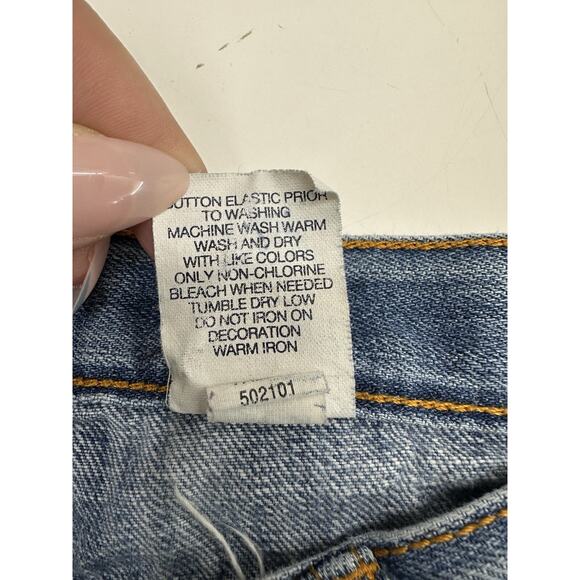 BUTTON ELASTIC PRIOR
TO WASHING
MACHINE WASH WARM
WASH AND DRY
WITH LIKE COLORS
ONLY NON-CHLORINE
BLEACH WHEN NEEDED
TUMBLE DRY LOW
DO NOT IRON ON
DECORATION
WARM IRON
502101